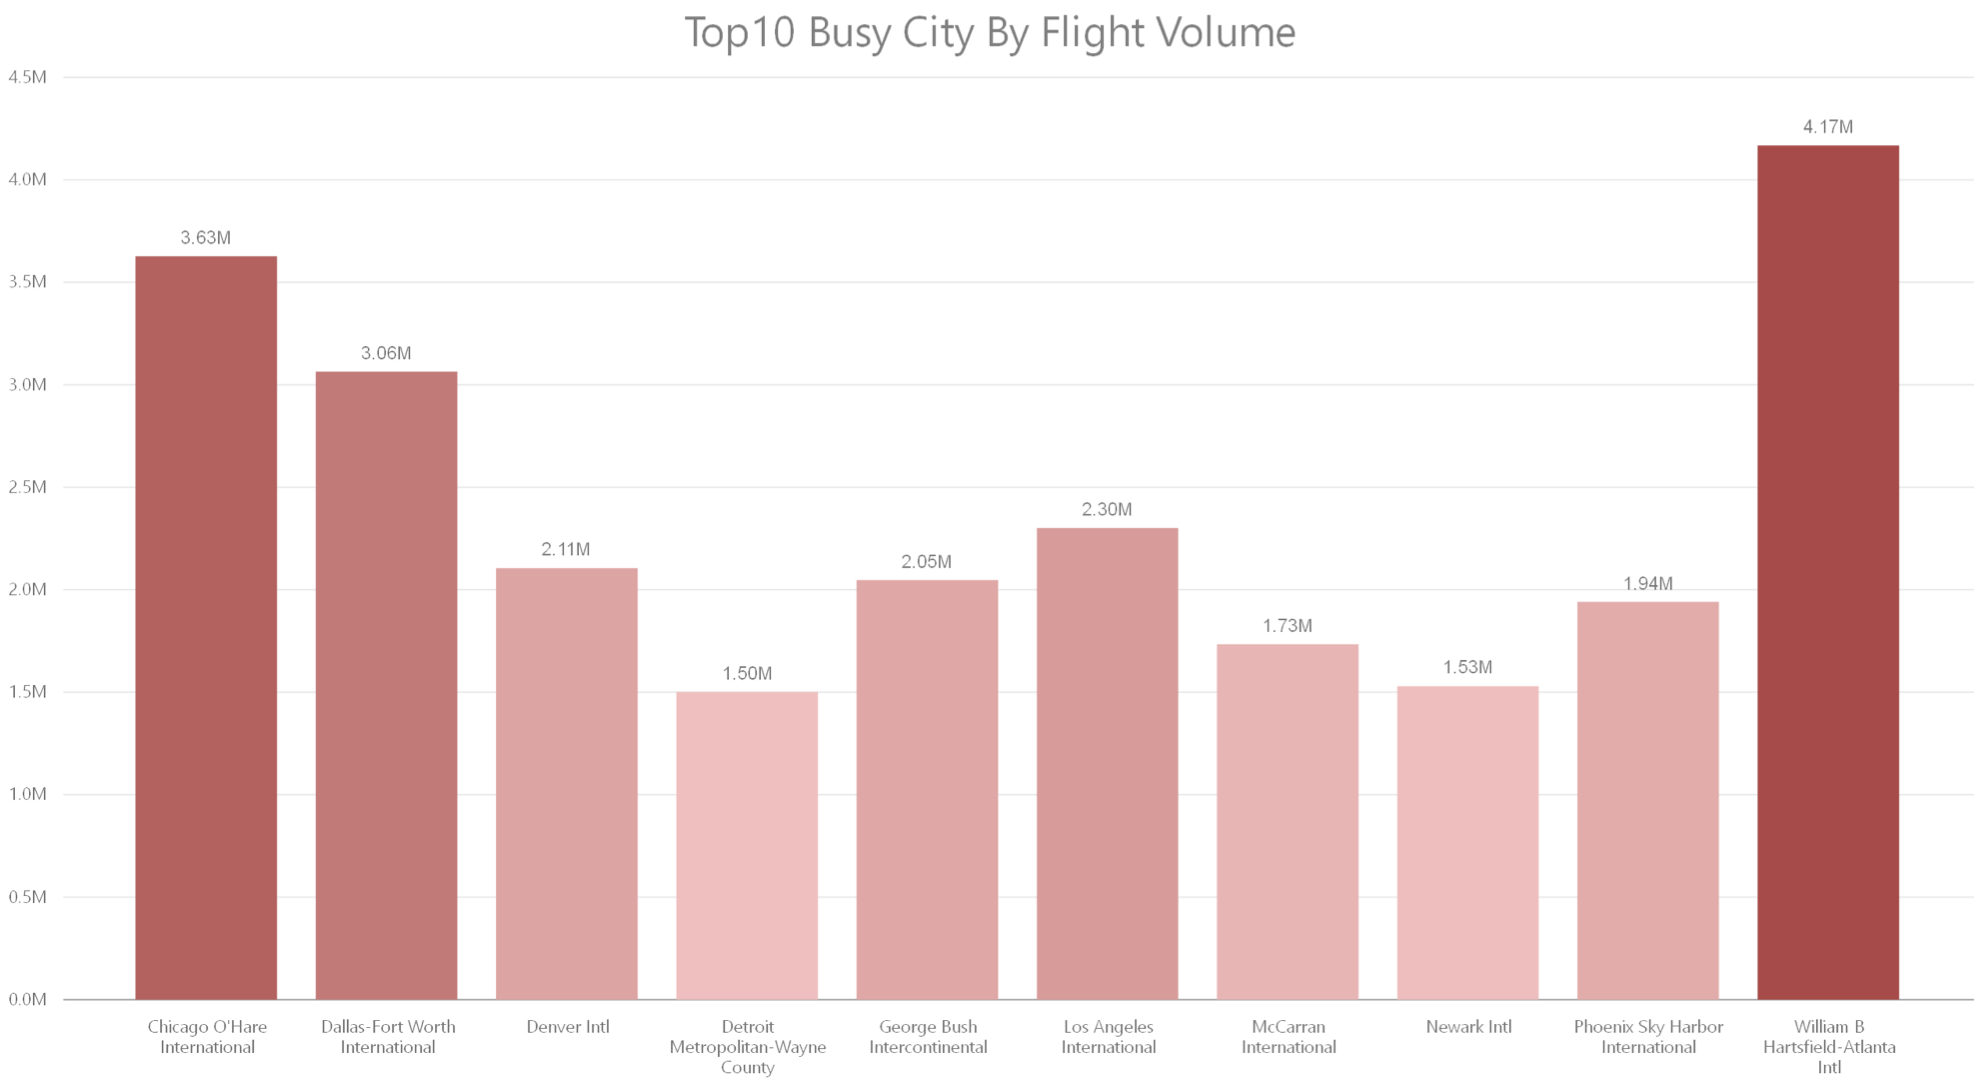 Top10 Busy City By Flight Volume
4.5M
4.0M
3.5M
3.0M
2.5M
2.0M
1.5M
1.0M
0.5M
0.0M
3.63M
3.06M
2.11M
1.50M
2.05M
2.30M
1.73M
1.53M
1.94M
4.17M
Chicago O'Hare
International
Dallas-Fort Worth
International
Denver Intl
Detroit
Metropolitan-Wayne
County
George Bush
Intercontinental
Los Angeles
International
McCarran
International
Newark Intl
Phoenix Sky Harbor
International
William B
Hartsfield-Atlanta
Intl